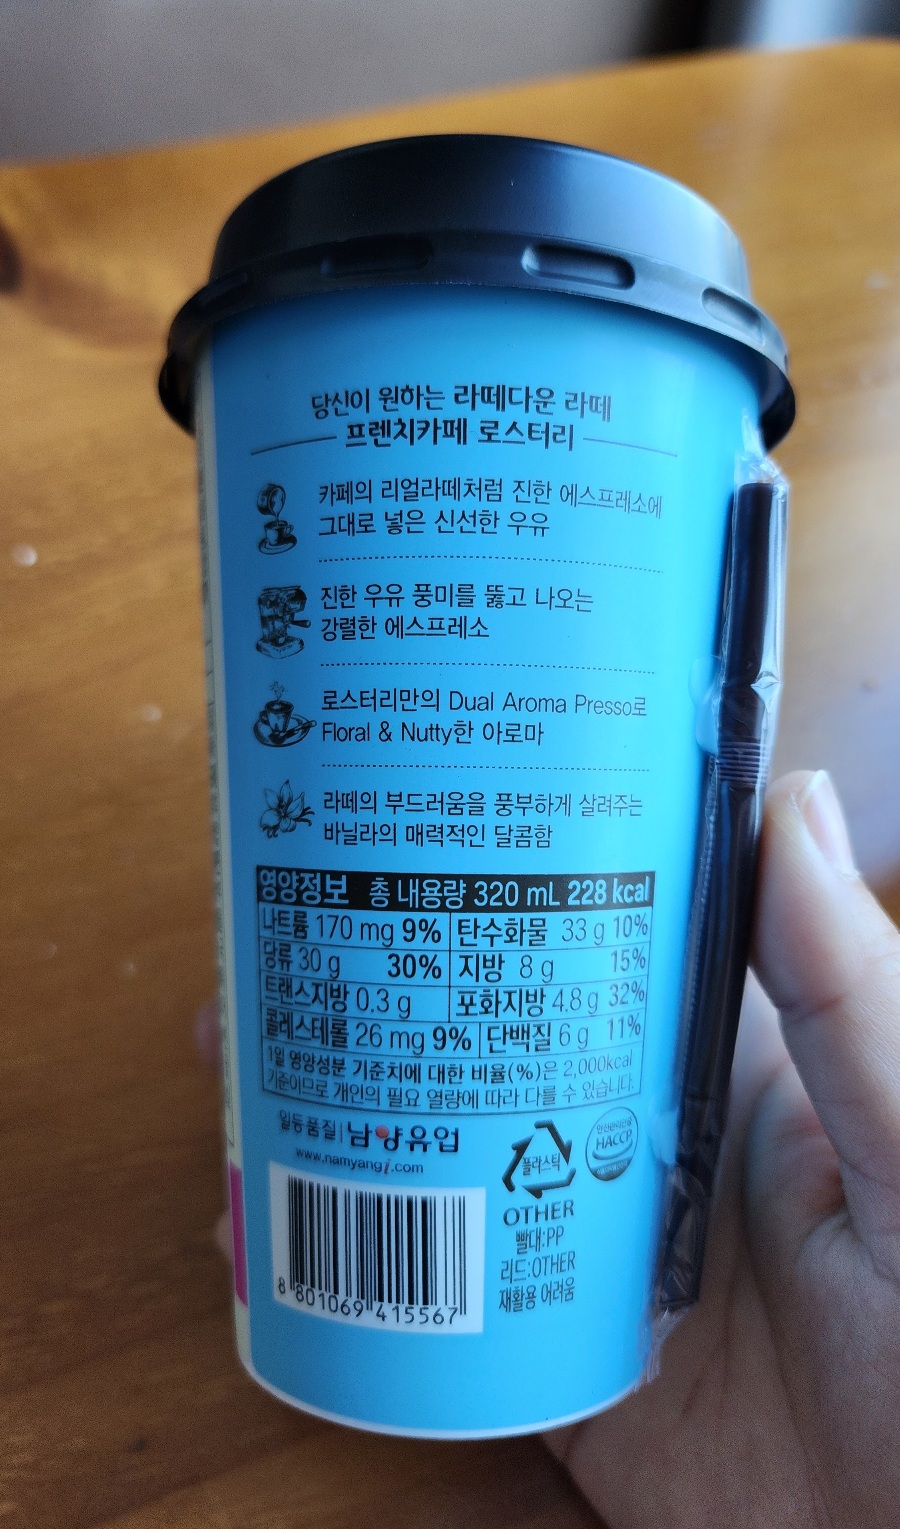 당신이 원하는 라떼다운 라떼
프렌치카페 로스터리
카페의 리얼라떼처럼 진한 에스프레소에
그대로 넣은 신선한 우유
진한 우유 풍미를 뚫고 나오는
강렬한 에스프레소
로스터리만의 Dual Aroma Presso로
Floral & Nutty한 아로마
라떼의 부드러움을 풍부하게 살려주는
바닐라의 매력적인 달콤함
영양정보 총 내용량 320 mL 228 kcal
나트륨 170 mg 9% 탄수화물 33 g 10%
당류 30 g 30% 지방 8 g 15%
트랜스지방 0.3 g 포화지방 4.8 g 32%
콜레스테롤 26 mg 9% 단백질 6 g 11%
1일 영양성분 기준치에 대한 비율(%)은 2,000kcal
기준이므로 개인의 필요 열량에 따라 다를 수 있습니다.
일등품질 남양유업
www.namyangi.com
플라스틱
HACCP
OTHER
빨대:PP
리드:OTHER
재활용 어려움
8 801069 415567